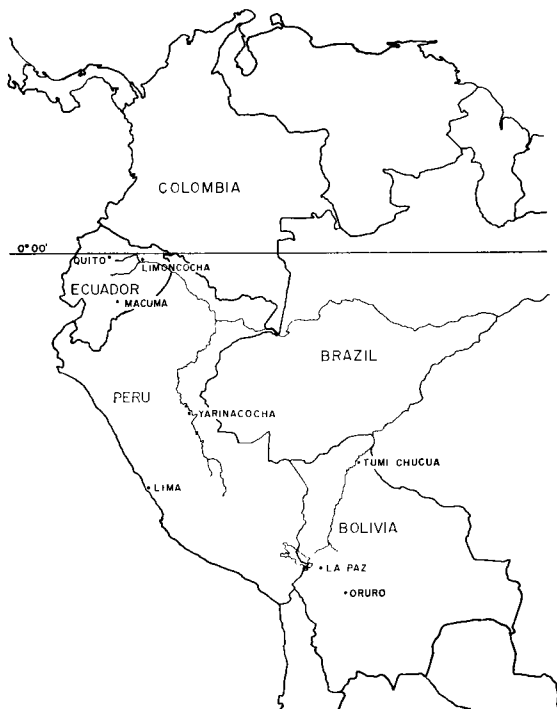 COLOMBIA
0°00'
QUITO
LIMONCOCHA
ECUADOR
MACUMA
BRAZIL
PERU
YARINACOCHA
TUMI CHUCUA
LIMA
BOLIVIA
LA PAZ
ORURO